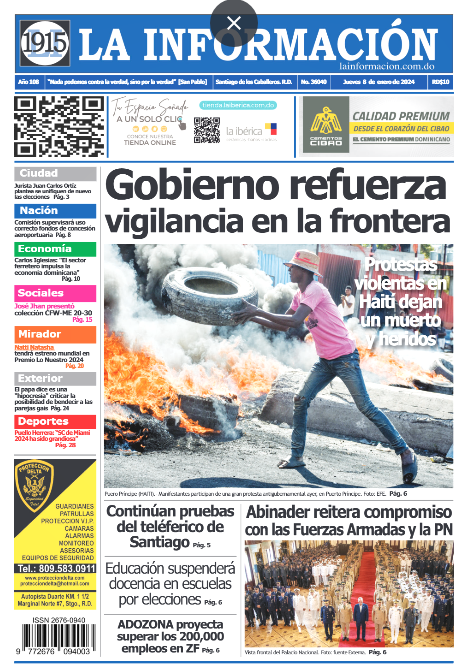 1915
LA INFORMACIÓN
lainformacion.com.do
Año 108
"Nada podemos contra la verdad, sino por la verdad" [San Pablo]
Santiago de los Caballeros. R.D.
No. 36040
Jueves 8 de enero de 2024
RD$10
Tu Espacio Soñado
A UN SOLO CLIC
CONOCE NUESTRA
TIENDA ONLINE
tienda.laiberica.com.do
la ibérica
CEMENTOS
CIBAO
CALIDAD PREMIUM
DESDE EL CORAZÓN DEL CIBAO
EL CEMENTO PREMIUM DOMINICANO
Ciudad
Jurista Juan Carlos Ortiz
plantea se unifiquen de nuevo
las elecciones Pág. 3
Nación
Comisión supervisará uso
correcto fondos de concesión
aeroportuaria Pág. 8
Economía
Carlos Iglesias: "El sector
ferretero impulsa la
economía dominicana"
Pág. 10
Sociales
José Jhan presentó
colección CFW-ME 20-30
Pág. 15
Mirador
Natti Natasha
tendrá estreno mundial en
Premio Lo Nuestro 2024
Pág. 20
Exterior
El papa dice es una
"hipocresía" criticar la
posibilidad de bendecir a las
parejas gais Pág. 24
Deportes
Puello Herrera: "SC de Miami
2024 ha sido grandiosa"
Pág. 28
Gobierno refuerza
vigilancia en la frontera
Protestas
violentas en
Haití dejan
un muerto
y heridos
Puero Príncipe (HAITÍ). Manifestantes participan de una gran protesta antigubernamental ayer, en Puerto Príncipe. Foto: EFE. Pág. 6
PROTECCION
DELTA
GUARDIANES
PATRULLAS
PROTECCION V.I.P.
CAMARAS
ALARMAS
MONITOREO
ASESORIAS
EQUIPOS DE SEGURIDAD
Tel.: 809.583.0911
www.protecciondelta.com
protecciondelta@hotmail.com
Autopista Duarte KM. 1 1/2
Marginal Norte #7, Stgo., R.D.
ISSN 2676-0940
9 772676 094003
Continúan pruebas
del teleférico de
Santiago Pág. 5
Educación suspenderá
docencia en escuelas
por elecciones Pág. 6
ADOZONA proyecta
superar los 200,000
empleos en ZF Pág. 6
Abinader reitera compromiso
con las Fuerzas Armadas y la PN
Vista frontal del Palacio Nacional. Foto: fuente Externa. Pág. 6